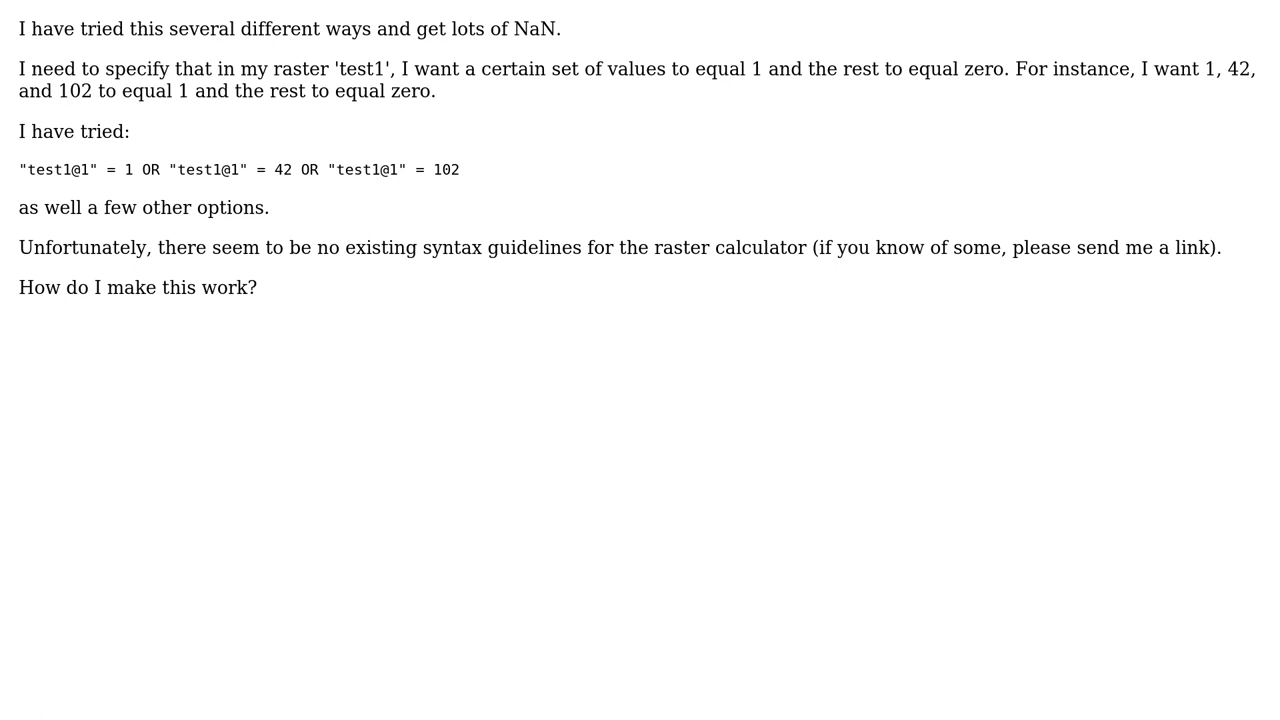 I have tried this several different ways and get lots of NaN.
I need to specify that in my raster 'test1', I want a certain set of values to equal 1 and the rest to equal zero. For instance, I want 1, 42,
and 102 to equal 1 and the rest to equal zero.
I have tried:
"test1@1" = 1 OR "test1@1" = 42 OR "test1@1" = 102
as well a few other options.
Unfortunately, there seem to be no existing syntax guidelines for the raster calculator (if you know of some, please send me a link).
How do I make this work?